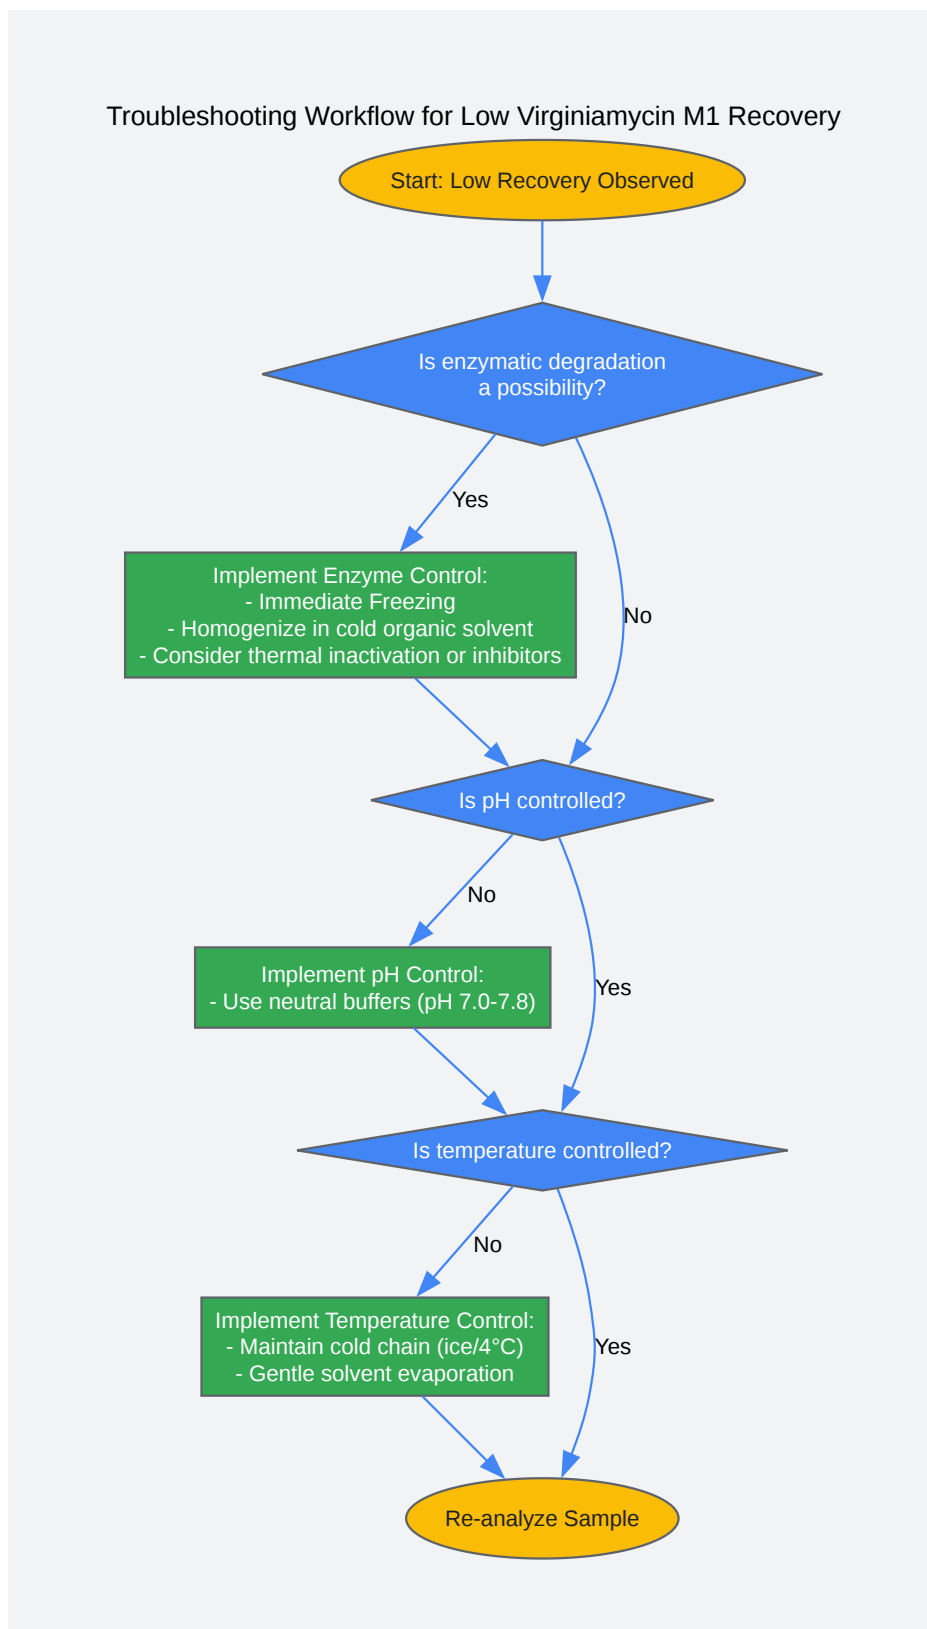 Troubleshooting Workflow for Low Virginiamycin M1 Recovery
Start: Low Recovery Observed
Is enzymatic degradation
a possibility?
Yes
Implement Enzyme Control:
- Immediate Freezing
- Homogenize in cold organic solvent
- Consider thermal inactivation or inhibitors
No
Is pH controlled?
No
Implement pH Control:
- Use neutral buffers (pH 7.0-7.8)
Yes
Is temperature controlled?
No
Implement Temperature Control:
- Maintain cold chain (ice/4°C)
- Gentle solvent evaporation
Yes
Re-analyze Sample